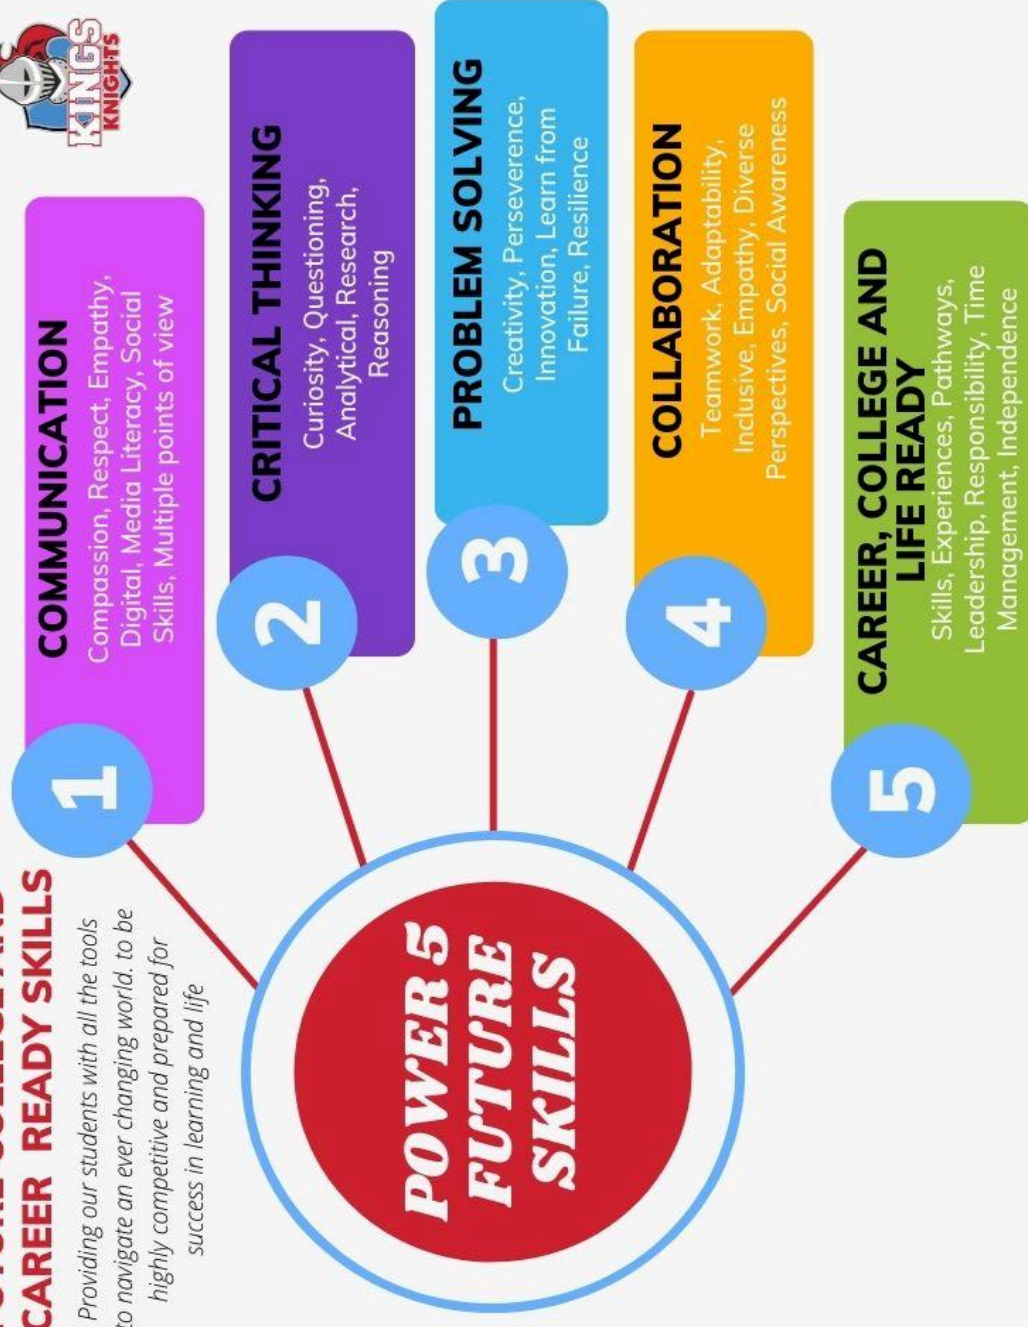 CAREER READY SKILLS
Providing our students with all the tools
to navigate an ever changing world. to be
highly competitive and prepared for
success in learning and life
KINGS
KNIGHTS
POWER 5
FUTURE
SKILLS
1
COMMUNICATION
Compassion, Respect, Empathy,
Digital, Media Literacy, Social
Skills, Multiple points of view
2
CRITICAL THINKING
Curiosity, Questioning,
Analytical, Research,
Reasoning
3
PROBLEM SOLVING
Creativity, Perseverence,
Innovation, Learn from
Failure, Resilience
4
COLLABORATION
Teamwork, Adaptability,
Inclusive, Empathy, Diverse
Perspectives, Social Awareness
5
CAREER, COLLEGE AND
LIFE READY
Skills, Experiences, Pathways,
Leadership, Responsibility, Time
Management, Independence